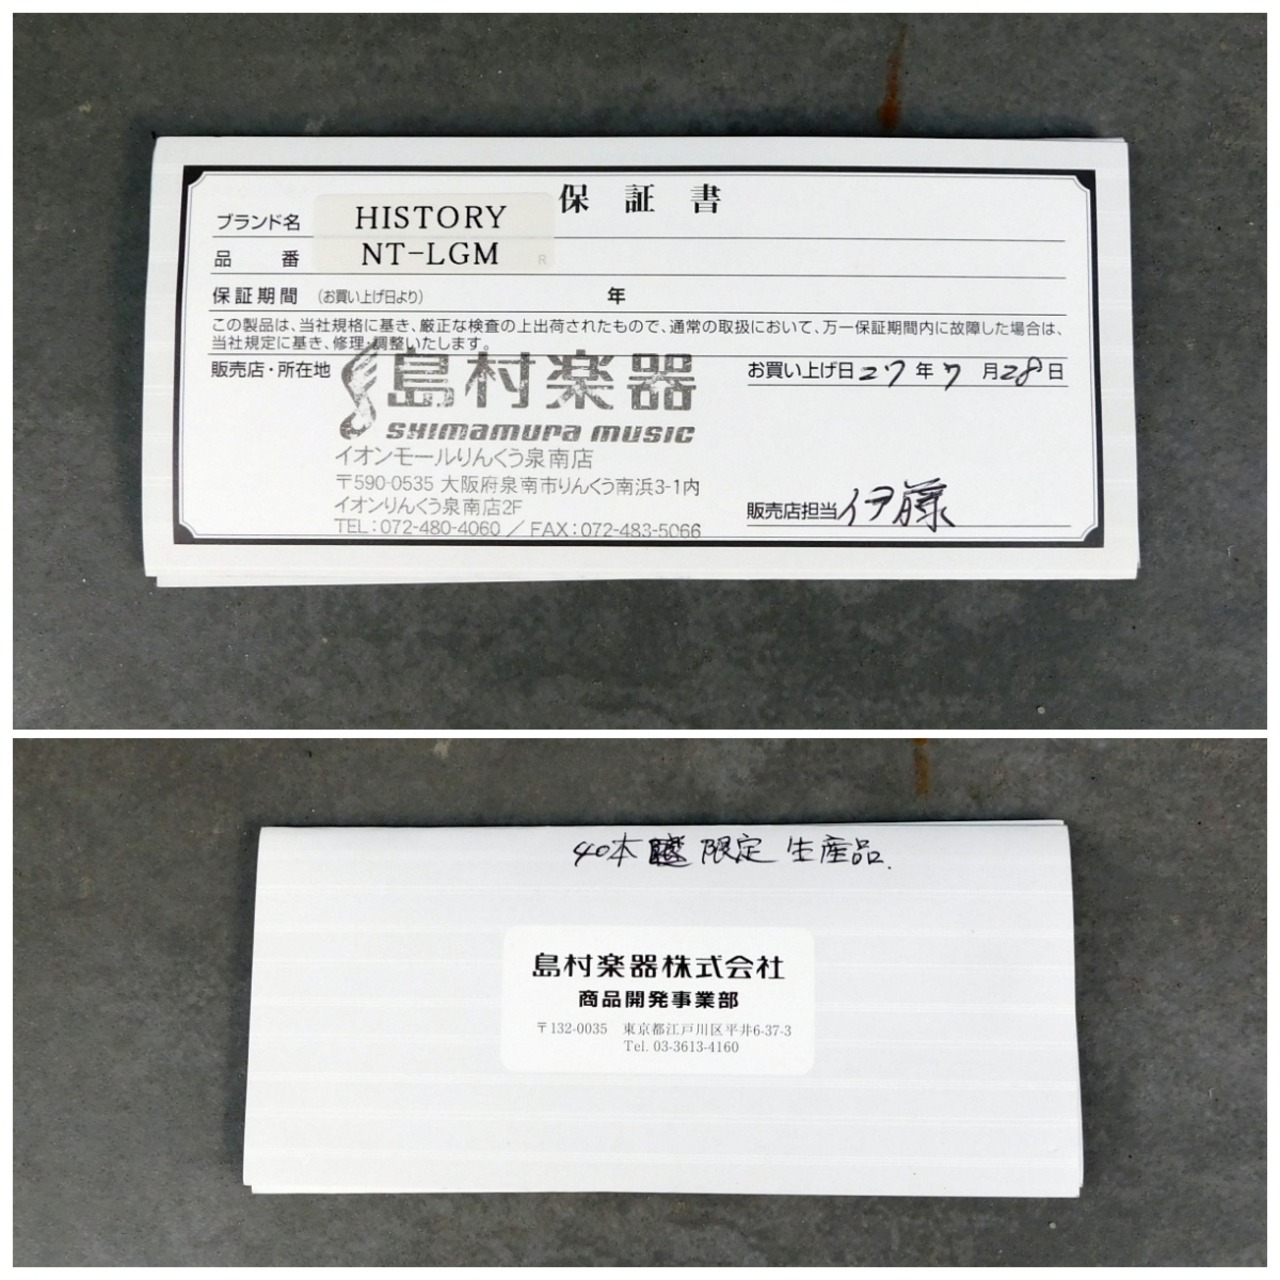 保証書
ブランド名 HISTORY
品番 NT-LGM
R
保証期間 (お買い上げ日より) 年
この製品は、当社規格に基き、厳正な検査の上出荷されたもので、通常の取扱において、万一保証期間内に故障した場合は、
当社規定に基き、修理・調整いたします。
販売店・所在地
島村楽器
SHIMAMURA MUSIC
イオンモールりんくう泉南店
〒590-0535 大阪府泉南市りんくう南浜3-1内
イオンりんくう泉南店2F
TEL:072-480-4060 / FAX:072-483-5066
お買い上げ日 27年7月28日
販売店担当 伊藤
40本 限定 生産品.
島村楽器株式会社
商品開発事業部
〒132-0035 東京都江戸川区平井6-37-3
Tel. 03-3613-4160